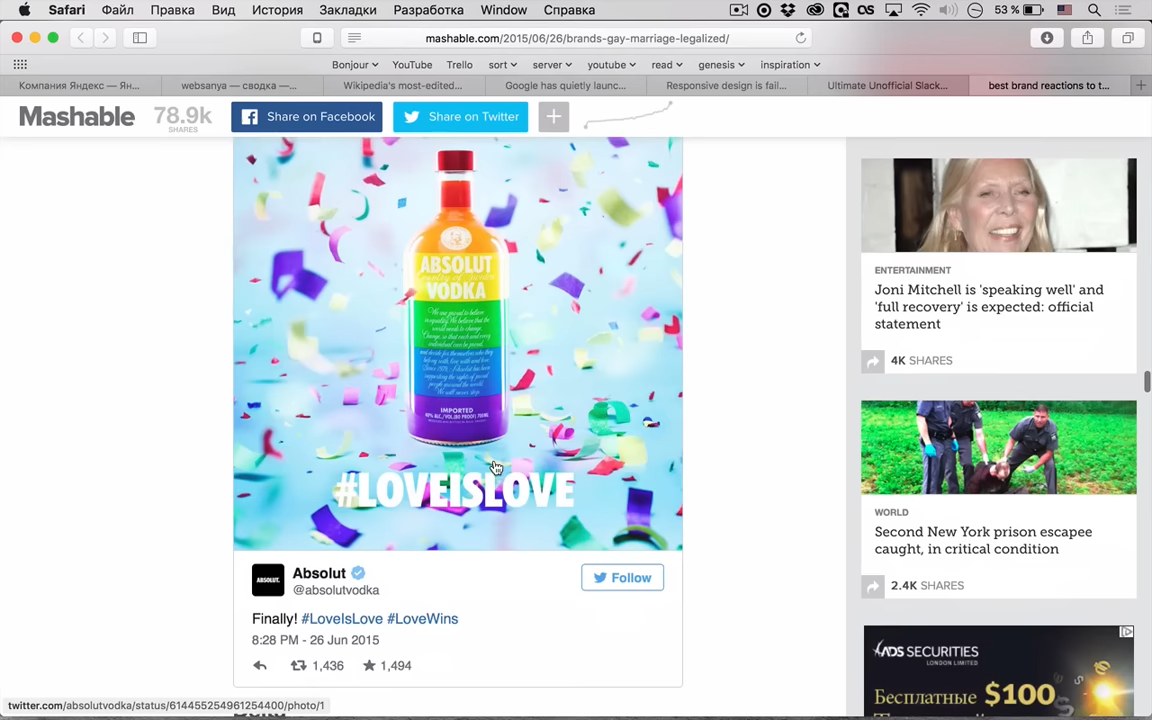 Safari Файл Правка Вид История Закладки Разработка Window Справка 53 %
mashable.com/2015/06/26/brands-gay-marriage-legalized/
Bonjour YouTube Trello sort server youtube read genesis inspiration
Компания Яндекс — Ян... websanya — сводка —... Wikipedia's most-edited... Google has quietly launc... Responsive design is fail... Ultimate Unofficial Slack... best brand reactions to t...
Mashable
78.9k
SHARES
Share on Facebook
Share on Twitter
ABSOLUT
VODKA
IMPORTED
#LOVEISLOVE
ABSOLUT.
Absolut
@absolutvodka
Follow
Finally! #LoveIsLove #LoveWins
8:28 PM - 26 Jun 2015
1,436 1,494
twitter.com/absolutvodka/status/614455254961254400/photo/1
ENTERTAINMENT
Joni Mitchell is 'speaking well' and
'full recovery' is expected: official
statement
4K SHARES
WORLD
Second New York prison escapee
caught, in critical condition
2.4K SHARES
ADS SECURITIES
LONDON LIMITED
Бесплатные $100